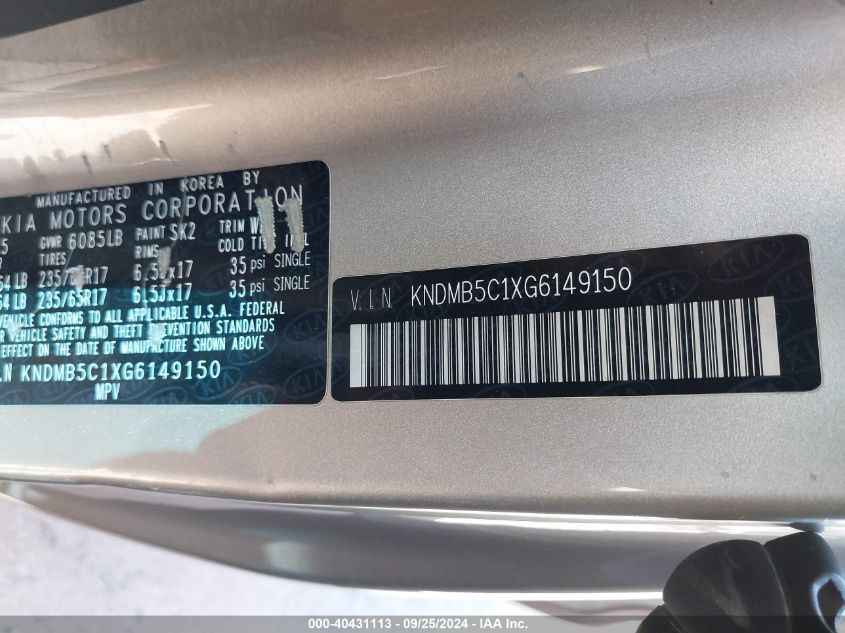 MANUFACTURED IN KOREA BY
KIA MOTORS CORPORATION
GVWR 6085LB PAINT SK2 TRIM
TIRES RIMS COLD
LB 235/65R17 6.5JX17 35 psi SINGLE
LB 235/65R17 6.5JX17 35 psi SINGLE
VEHICLE CONFORMS TO ALL APPLICABLE U.S.A. FEDERAL
VEHICLE SAFETY AND THEFT PREVENTION STANDARDS
EFFECT ON THE DATE OF MANUFACTURE SHOWN ABOVE.
KNDMB5C1XG6149150
MPV
V.I.N KNDMB5C1XG6149150
000-40431113 - 09/25/2024 - IAA Inc.